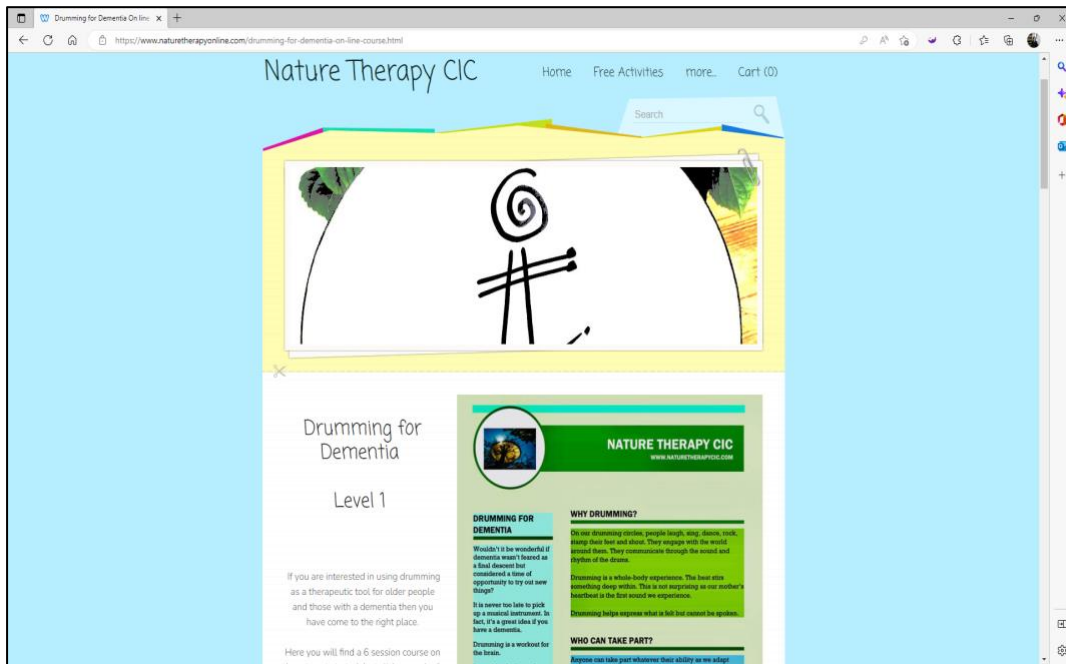 Drumming for Dementia On line
https://www.naturetherapyonline.com/drumming-for-dementia-on-line-course.html
Nature Therapy CIC
Home Free Activities more... Cart (0)
Search
Drumming for
Dementia
Level 1
If you are interested in using drumming
as a therapeutic tool for older people
and those with a dementia then you
have come to the right place.
Here you will find a 6 session course on
NATURE THERAPY CIC
WWW.NATURETHERAPYCIC.COM
DRUMMING FOR
DEMENTIA
Wouldn't it be wonderful if
dementia wasn't feared as
a final descent but
considered a time of
opportunity to try out new
things?
It is never too late to pick
up a musical instrument. In
fact, it's a great idea if you
have a dementia.
Drumming is a workout for
the brain.
WHY DRUMMING?
On our drumming circles, people laugh, sing, dance, rock,
stamp their feet and shout. They engage with the world
around them. They communicate through the sound and
rhythm of the drums.
Drumming is a whole-body experience. The beat stirs
something deep within. This is not surprising as our mother's
heartbeat is the first sound we experience.
Drumming helps express what is felt but cannot be spoken.
WHO CAN TAKE PART?
Anyone can take part whatever their ability as we adapt